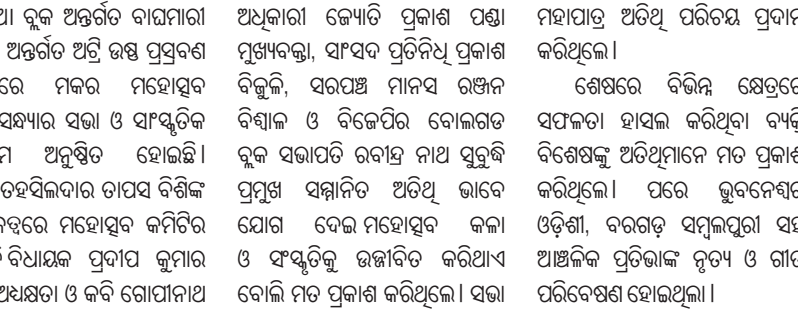 ବ୍ଲକ ଅନ୍ତର୍ଗତ ବାଘମାରୀ
ଅନ୍ତର୍ଗତ ଅଟ୍ରି ଉଷ୍ଣ ପ୍ରସ୍ରବଣ
ମକର ମହୋତ୍ସବ
ସନ୍ଧ୍ୟାର ସଭା ଓ ସାଂସ୍କୃତିକ
ଅନୁଷ୍ଠିତ ହୋଇଛି।
ତହସିଲଦାର ତାପସ ବିଶିଙ୍କ
ମହୋତ୍ସବ କମିଟିର
ବିଧାୟକ ପ୍ରଦୀପ କୁମାର
ଅଧ୍ୟକ୍ଷତା ଓ କବି ଗୋପୀନାଥ
ଅଧିକାରୀ ଜ୍ୟୋତି ପ୍ରକାଶ ପଣ୍ଡା
ମୁଖ୍ୟବକ୍ତା, ସାଂସଦ ପ୍ରତିନିଧି ପ୍ରକାଶ
ବିଜୁଳି, ସରପଞ୍ଚ ମାନସ ରଞ୍ଜନ
ବିଶ୍ୱାଳ ଓ ବିଜେପିର ବୋଲଗଡ
ବ୍ଲକ ସଭାପତି ରବୀନ୍ଦ୍ର ନାଥ ସୁବୁଦ୍ଧି
ପ୍ରମୁଖ ସମ୍ମାନିତ ଅତିଥି ଭାବେ
ଯୋଗ ଦେଇ ମହୋତ୍ସବ କଳା
ଓ ସଂସ୍କୃତିକୁ ଉଜ୍ଜୀବିତ କରିଥାଏ
ବୋଲି ମତ ପ୍ରକାଶ କରିଥିଲେ। ସଭା
ମହାପାତ୍ର ଅତିଥି ପରିଚୟ ପ୍ରଦାନ
କରିଥିଲେ।
ଶେଷରେ ବିଭିନ୍ନ କ୍ଷେତ୍ରରେ
ସଫଳତା ହାସଲ କରିଥିବା ବ୍ୟକ୍ତି
ବିଶେଷଙ୍କୁ ଅତିଥିମାନେ ମତ ପ୍ରକାଶ
କରିଥିଲେ। ପରେ ଭୁବନେଶ୍ୱର
ଓଡ଼ିଶୀ, ବରଗଡ଼ ସମ୍ବଲପୁରୀ ସହ
ଆଞ୍ଚଳିକ ପ୍ରତିଭାଙ୍କ ନୃତ୍ୟ ଓ ଗୀତ
ପରିବେଷଣ ହୋଇଥିଲା।